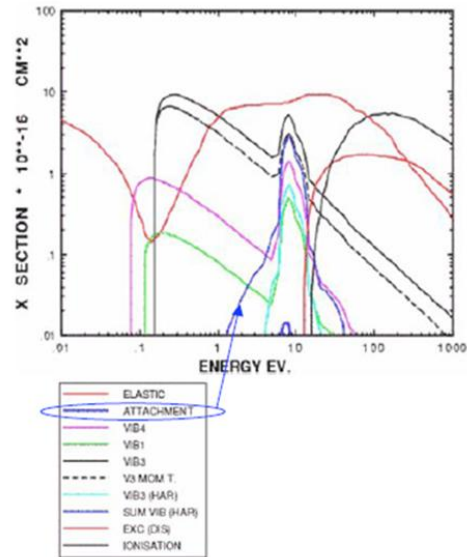 100
10
1
.1
.01
X SECTION * 10**-16 CM**2
.01 .1 1 10 100 1000
ENERGY EV.
ELASTIC
ATTACHMENT
VIB4
VIB1
VIB3
V3 MOM T.
VIB3 (HAR)
SUM VIB (HAR)
EXC (DIS)
IONISATION